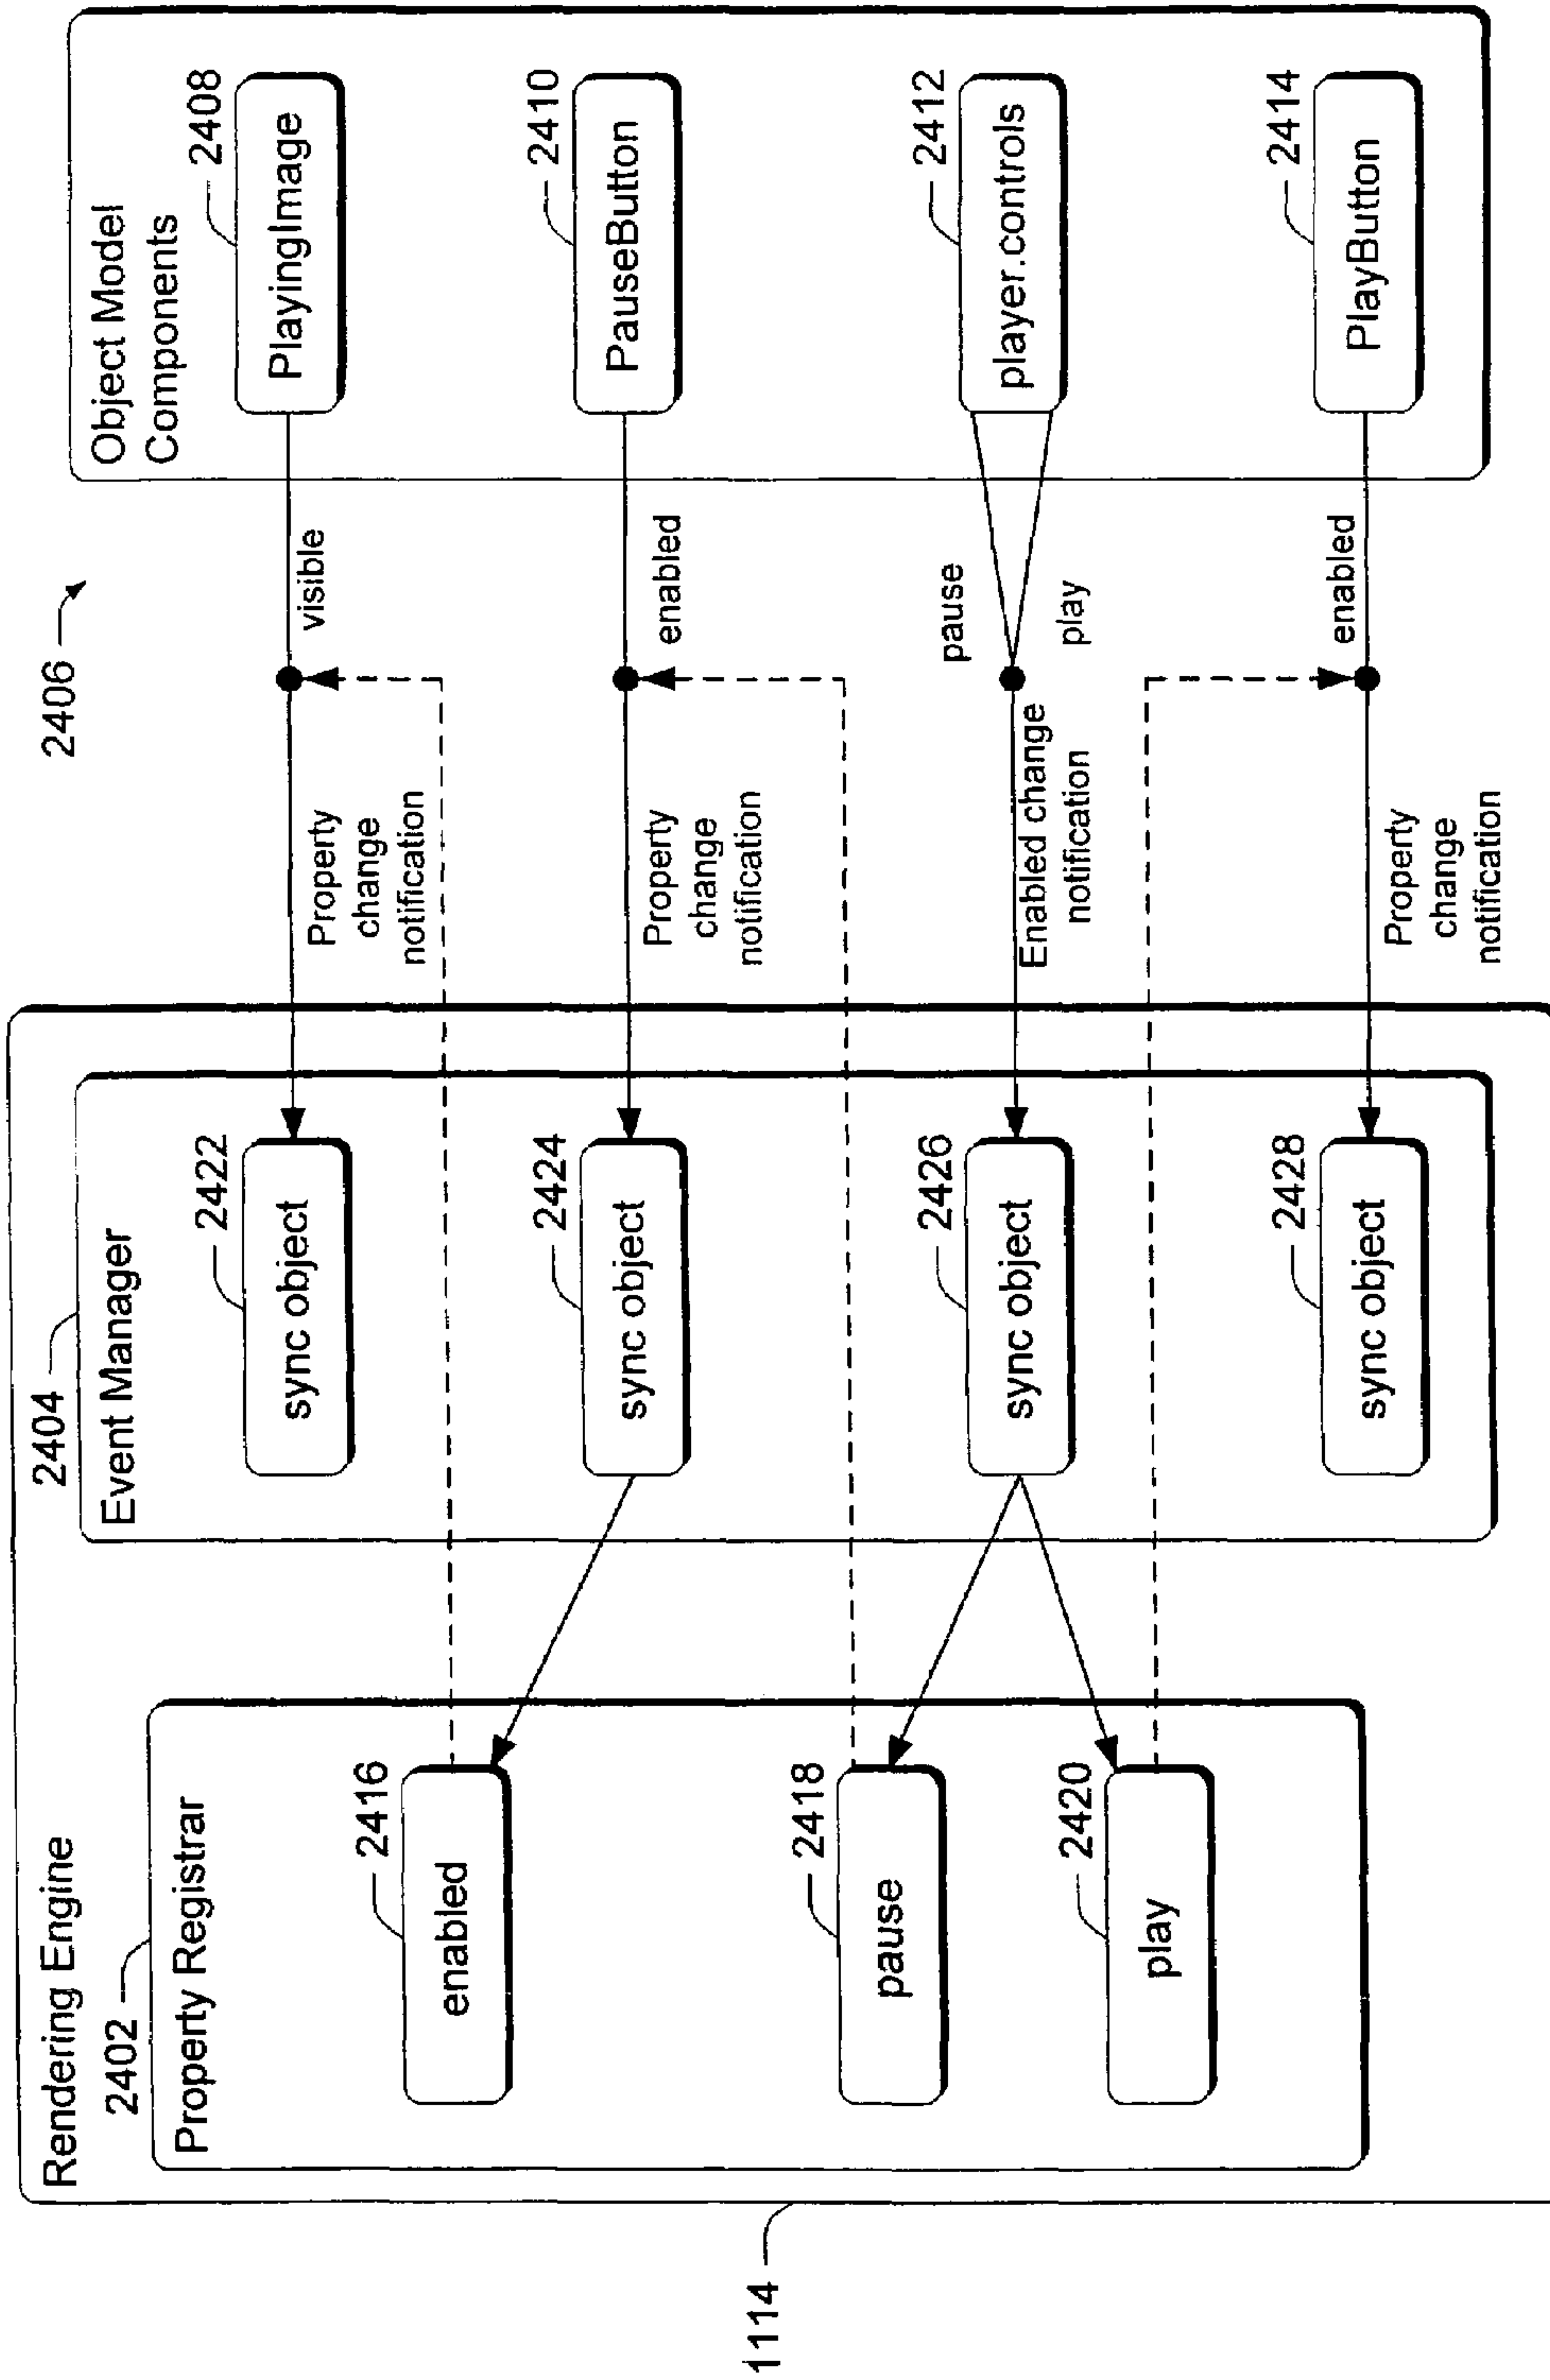 1114
Rendering Engine
2402
Property Registrar
2416
enabled
2418
pause
2420
play
2404
Event Manager
2422
sync object
2424
sync object
2426
sync object
2428
sync object
Property
change
notification
Property
change
notification
Enabled change
notification
Property
change
notification
2406
visible
enabled
pause
play
enabled
Object Model
Components
2408
PlayingImage
2410
PauseButton
2412
player.controls
2414
PlayButton